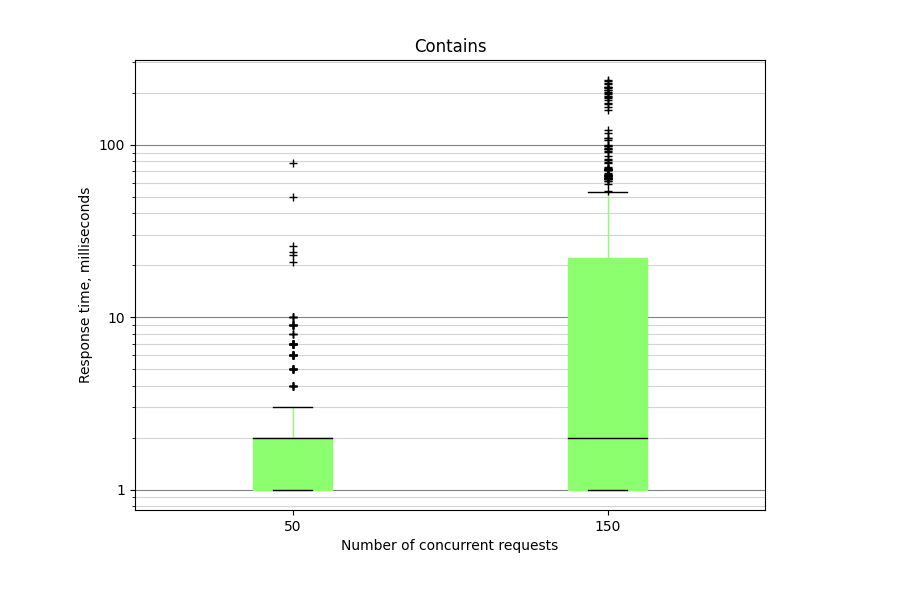 Contains
Response time, milliseconds
100
10
1
50 150
Number of concurrent requests